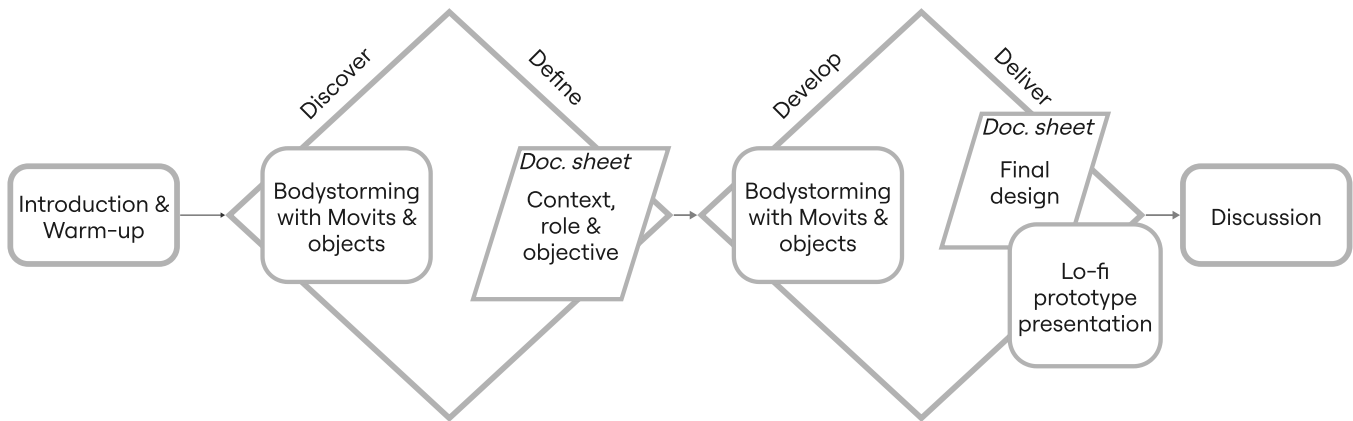 Introduction &
Warm-up
Discover
Bodystorming
with Movits &
objects
Define
Doc. sheet
Context,
role &
objective
Develop
Bodystorming
with Movits &
objects
Deliver
Doc. sheet
Final
design
Lo-fi
prototype
presentation
Discussion